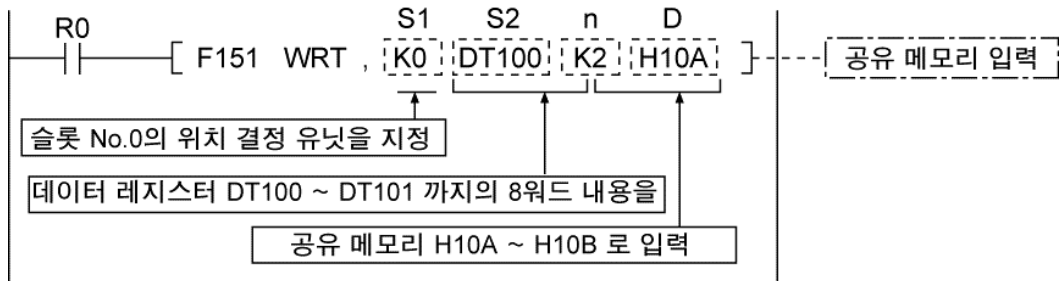 S1 S2 n D
R0
F151 WRT , K0 DT100 K2 H10A 공유 메모리 입력
슬롯 No.0의 위치 결정 유닛을 지정
데이터 레지스터 DT100 ~ DT101 까지의 8워드 내용을
공유 메모리 H10A ~ H10B 로 입력